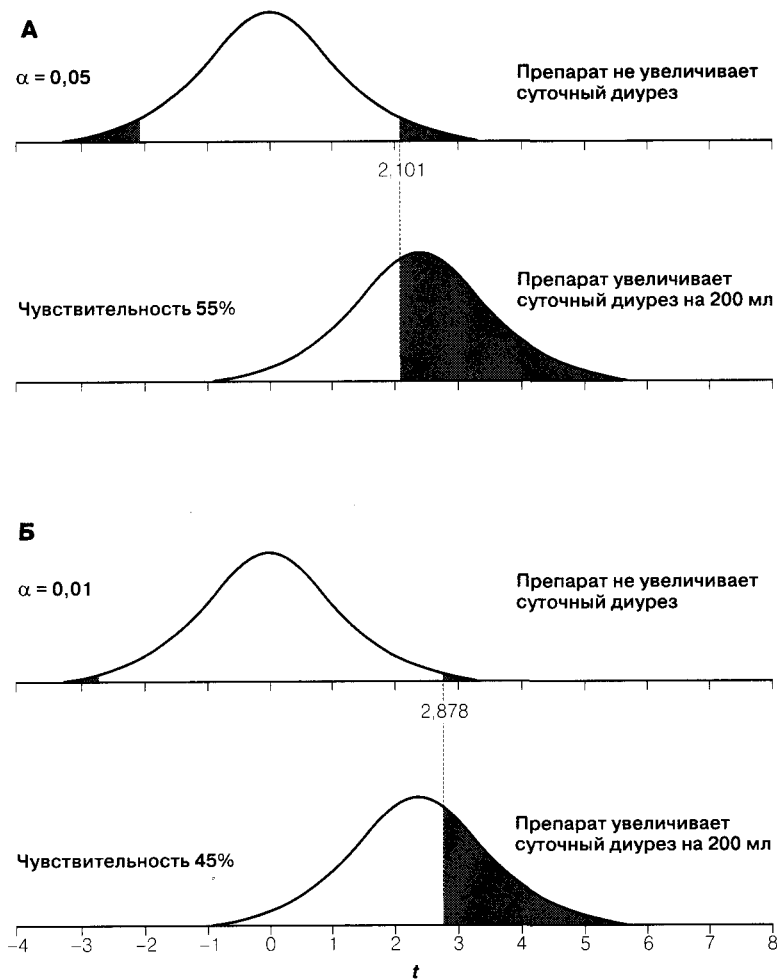 А
α = 0,05
Препарат не увеличивает
суточный диурез
2,101
Чувствительность 55%
Препарат увеличивает
суточный диурез на 200 мл
Б
α = 0,01
Препарат не увеличивает
суточный диурез
2,878
Чувствительность 45%
Препарат увеличивает
суточный диурез на 200 мл
–4 –3 –2 –1 0 1 2 3 4 5 6 7 8
t